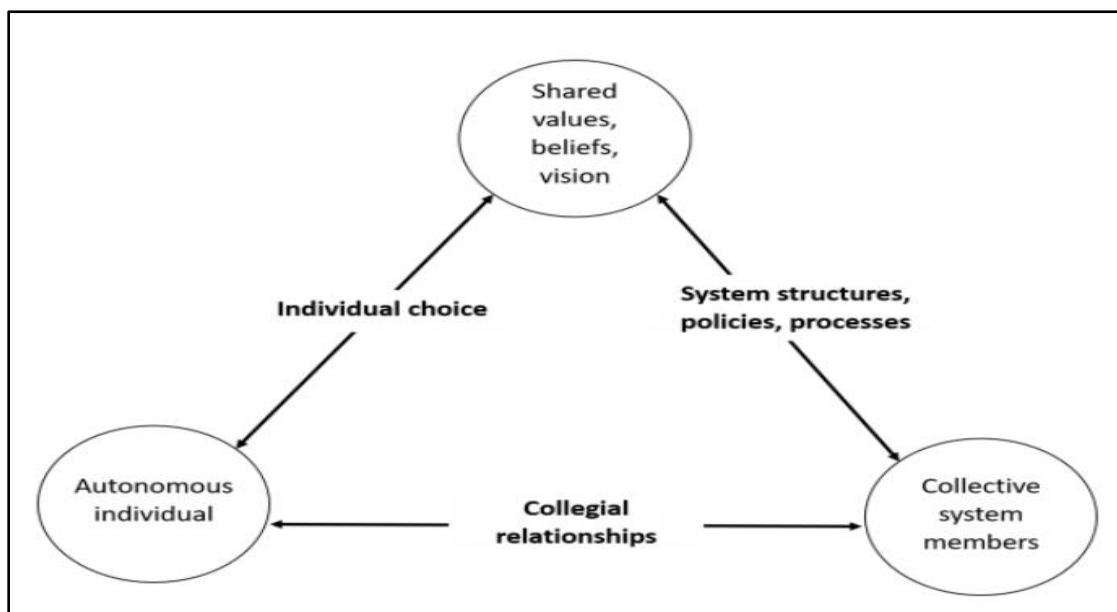 Shared
values,
beliefs,
vision
Individual choice
System structures,
policies, processes
Autonomous
individual
Collegial
relationships
Collective
system
members